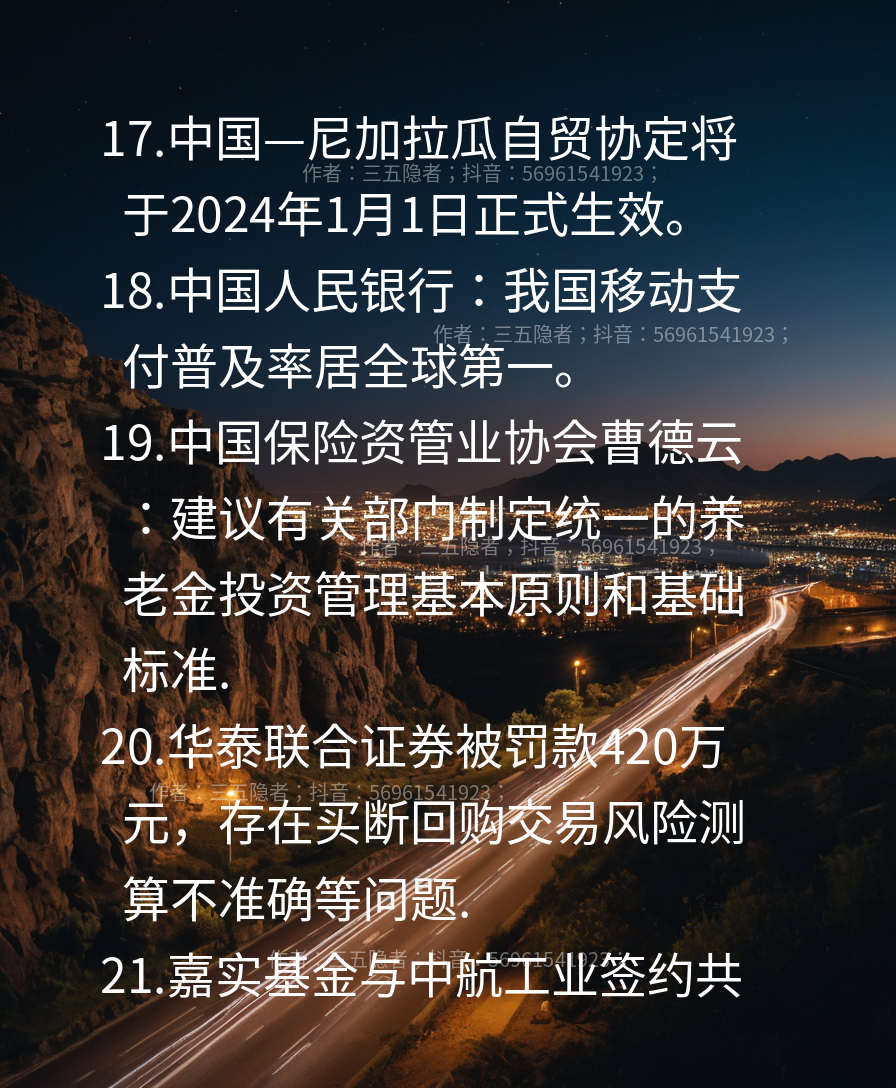 17.中国—尼加拉瓜自贸协定将
作者：三五隐者；抖音：56961541923；
于2024年1月1日正式生效。
18.中国人民银行：我国移动支
作者：三五隐者；抖音：56961541923；
付普及率居全球第一。
19.中国保险资管业协会曹德云
：建议有关部门制定统一的养
作者：三五隐者；抖音：56961541923；
老金投资管理基本原则和基础
标准.
20.华泰联合证券被罚款420万
作者：三五隐者；抖音：56961541923；
元，存在买断回购交易风险测
算不准确等问题.
作者：三五隐者；抖音：56961541923；
21.嘉实基金与中航工业签约共